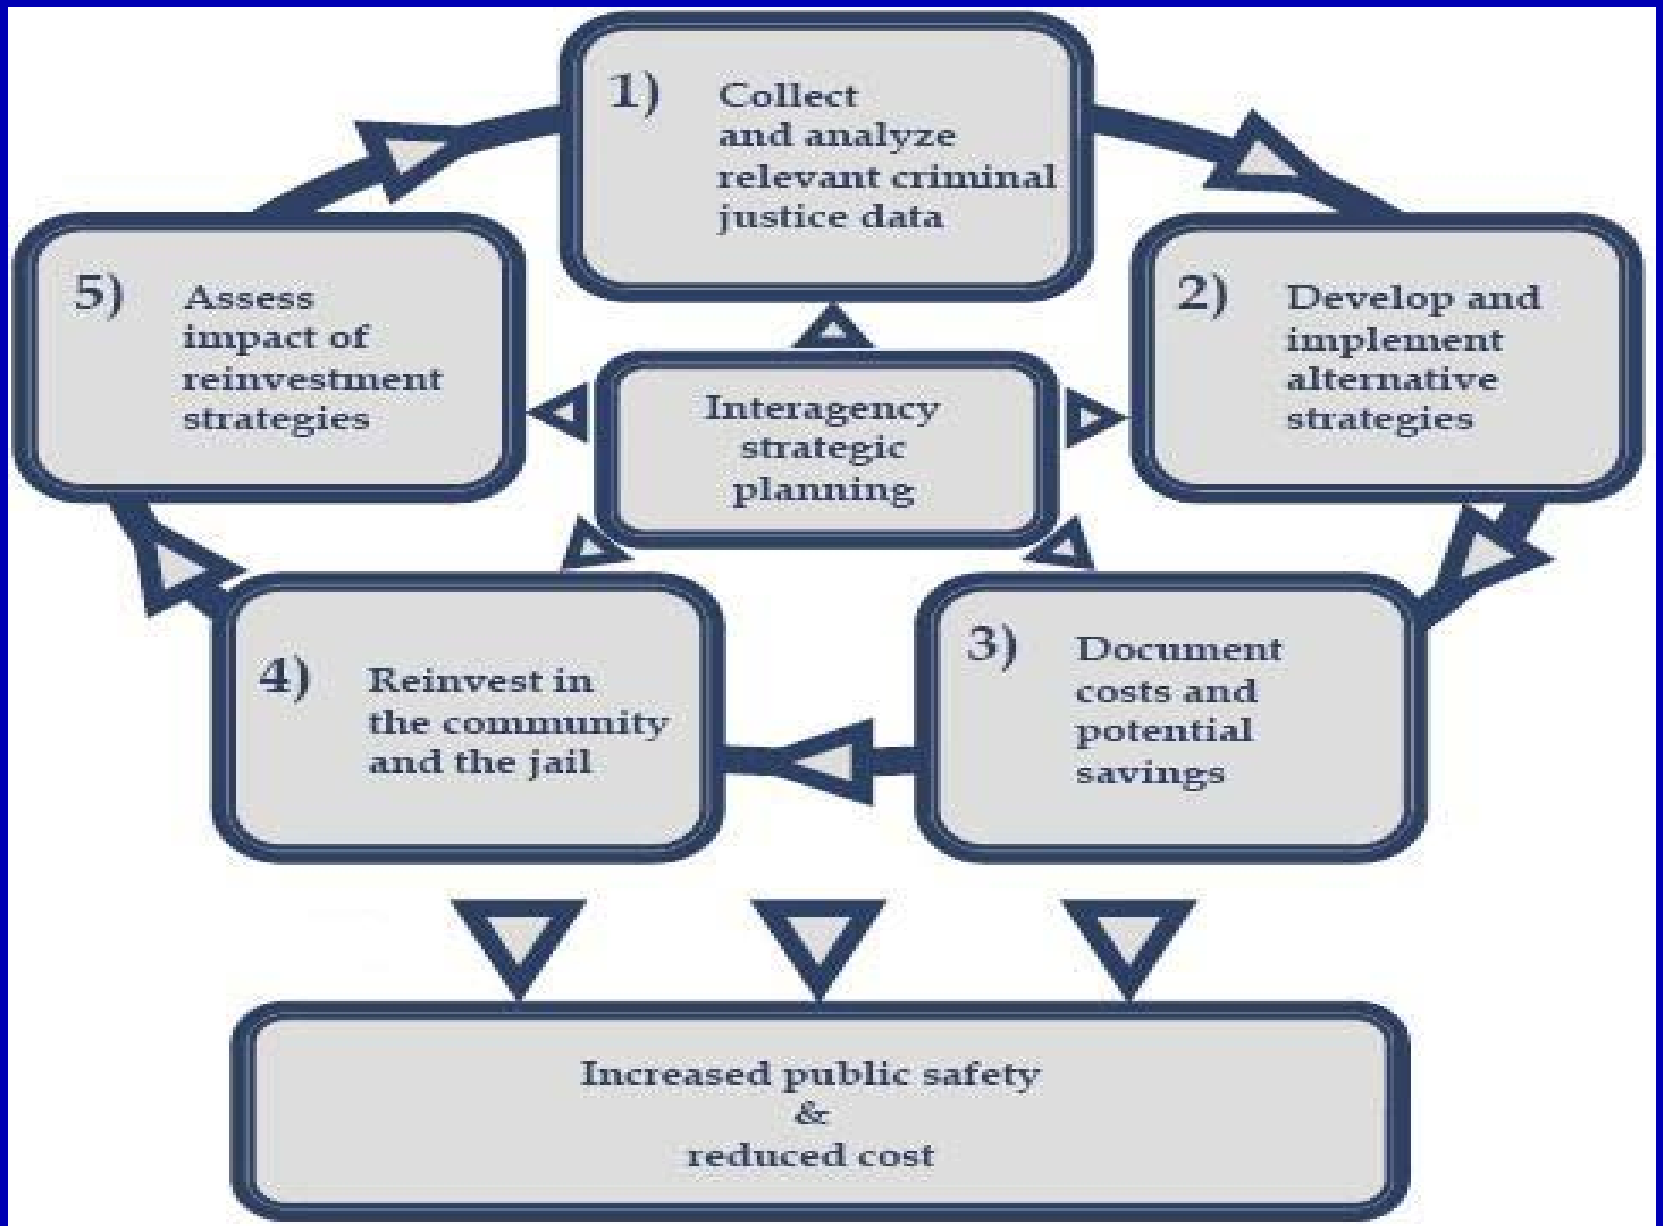 1) Collect
and analyze
relevant criminal
justice data
2) Develop and
implement
alternative
strategies
3) Document
costs and
potential
savings
4) Reinvest in
the community
and the jail
5) Assess
impact of
reinvestment
strategies
Interagency
strategic
planning
Increased public safety
&
reduced cost